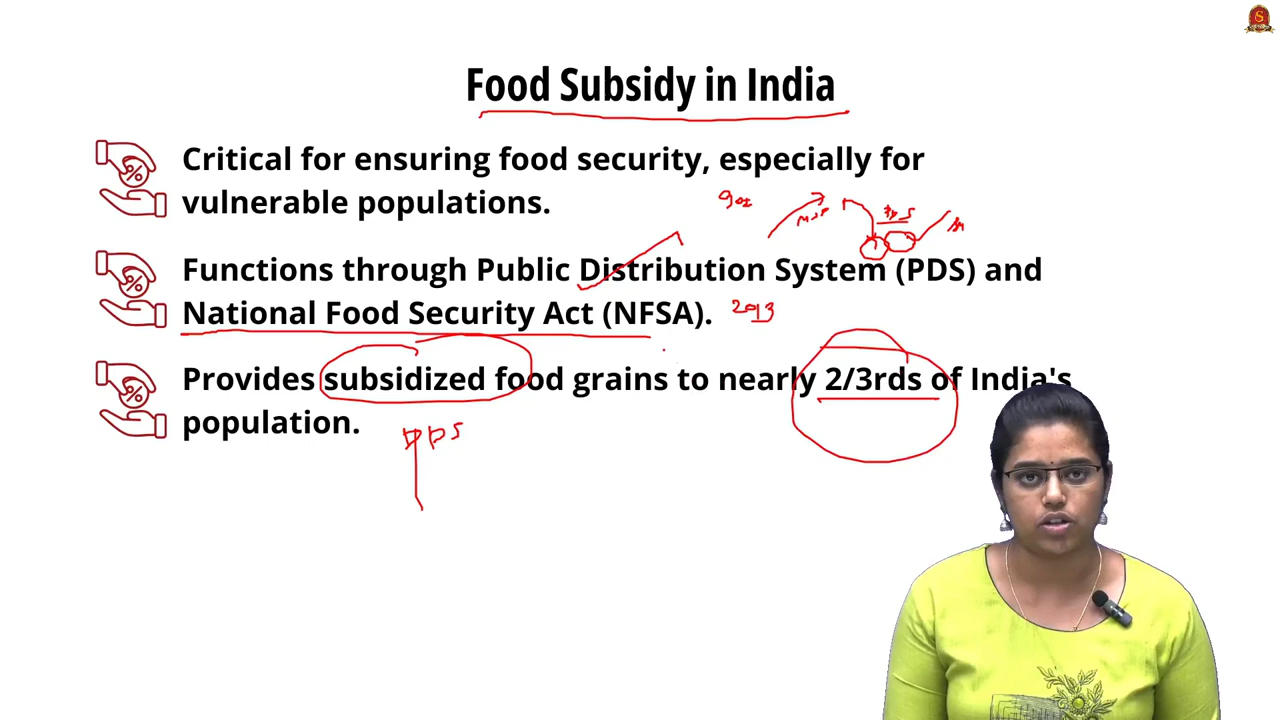 Food Subsidy in India
Critical for ensuring food security, especially for
vulnerable populations.
Functions through Public Distribution System (PDS) and
National Food Security Act (NFSA). 2013
Provides subsidized food grains to nearly 2/3rds of India's
population.
PDS